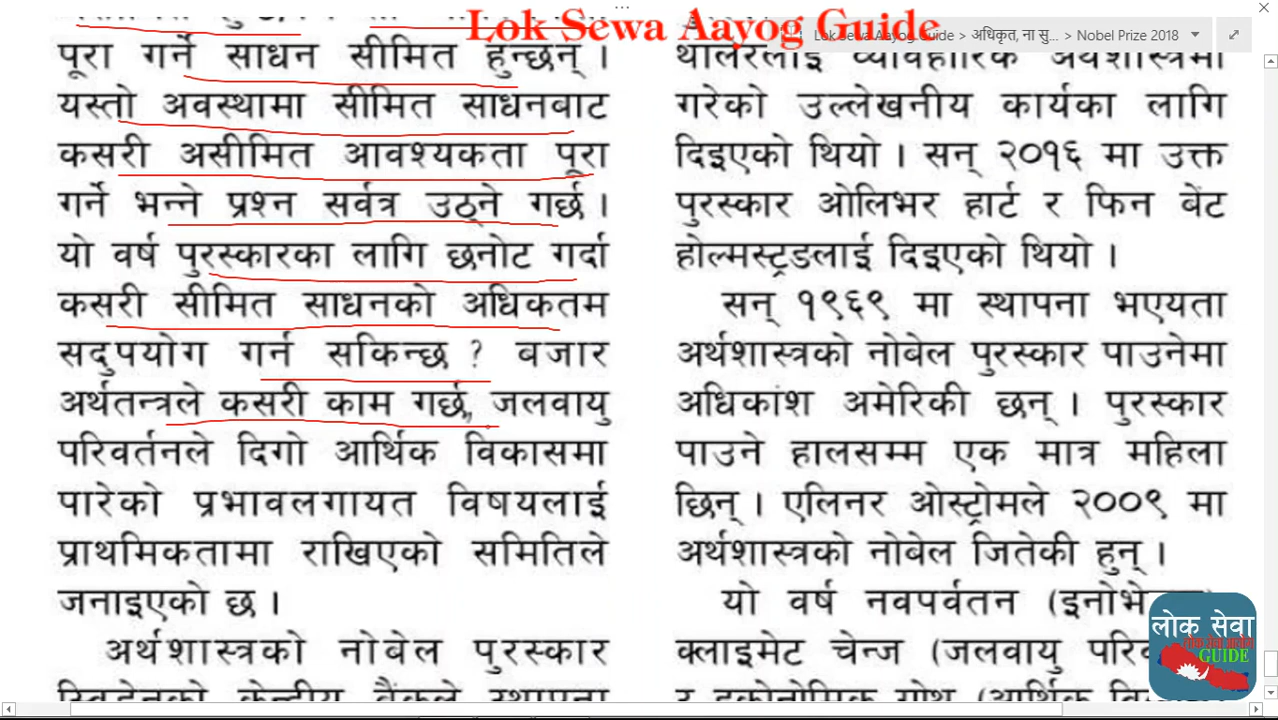 Lok Sewa Aayog Guide
Lok Sewa Aayog Guide > अधिकृत, ना सु... > Nobel Prize 2018
पूरा गर्ने साधन सीमित हुन्छन् ।
यस्तो अवस्थामा सीमित साधनबाट
कसरी असीमित आवश्यकता पूरा
गर्ने भन्ने प्रश्न सर्वत्र उठ्ने गर्छ ।
यो वर्ष पुरस्कारका लागि छनोट गर्दा
कसरी सीमित साधनको अधिकतम
सदुपयोग गर्न सकिन्छ ? बजार
अर्थतन्त्रले कसरी काम गर्छ, जलवायु
परिवर्तनले दिगो आर्थिक विकासमा
पारेको प्रभावलगायत विषयलाई
प्राथमिकतामा राखिएको समितिले
जनाइएको छ ।
अर्थशास्त्रको नोबेल पुरस्कार
स्विडेनको केन्द्रीय बैंकले स्थापना
थालेरलाई व्यावहारिक अर्थशास्त्रमा
गरेको उल्लेखनीय कार्यका लागि
दिइएको थियो । सन् २०१६ मा उक्त
पुरस्कार ओलिभर हार्ट र फिन बेंट
होल्मस्ट्रडलाई दिइएको थियो ।
सन् १९६९ मा स्थापना भएयता
अर्थशास्त्रको नोबेल पुरस्कार पाउनेमा
अधिकांश अमेरिकी छन् । पुरस्कार
पाउने हालसम्म एक मात्र महिला
छिन् । एलिनर ओस्ट्रोमले २००९ मा
अर्थशास्त्रको नोबेल जितेकी हुन् ।
यो वर्ष नवपर्वतन
क्लाइमेट चेन्ज (जलवायु
र इकोनोमिक ग्रोथ (आर्थिक
लोक सेवा
लोक सेवा आयोग
GUIDE